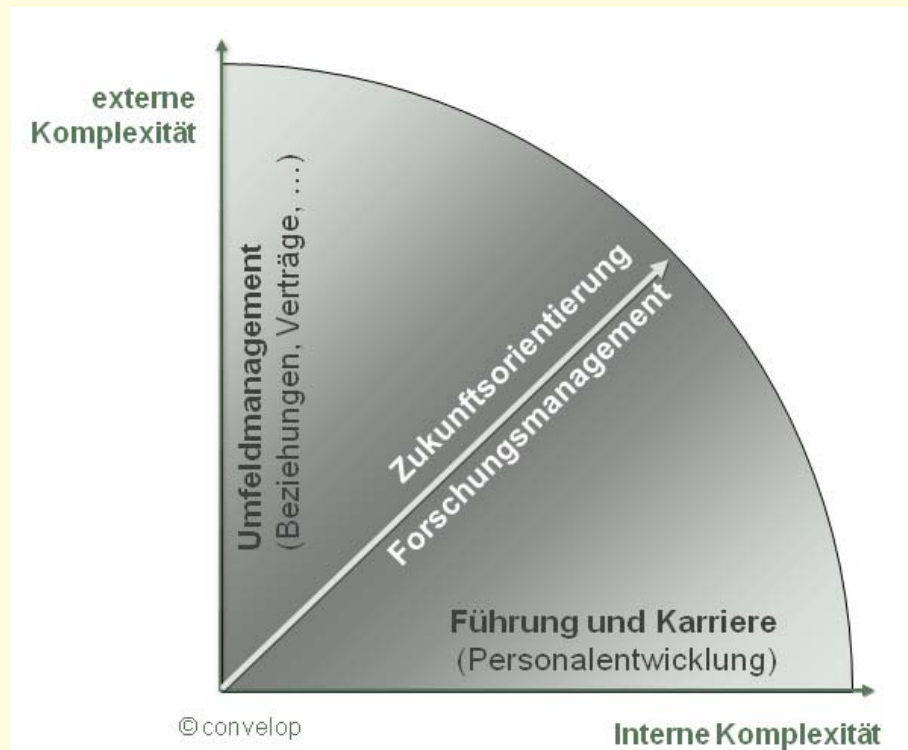 externe
Komplexität
Umfeldmanagement
(Beziehungen, Verträge, …)
Zukunftsorientierung
Forschungsmanagement
Führung und Karriere
(Personalentwicklung)
© convelop
Interne Komplexität